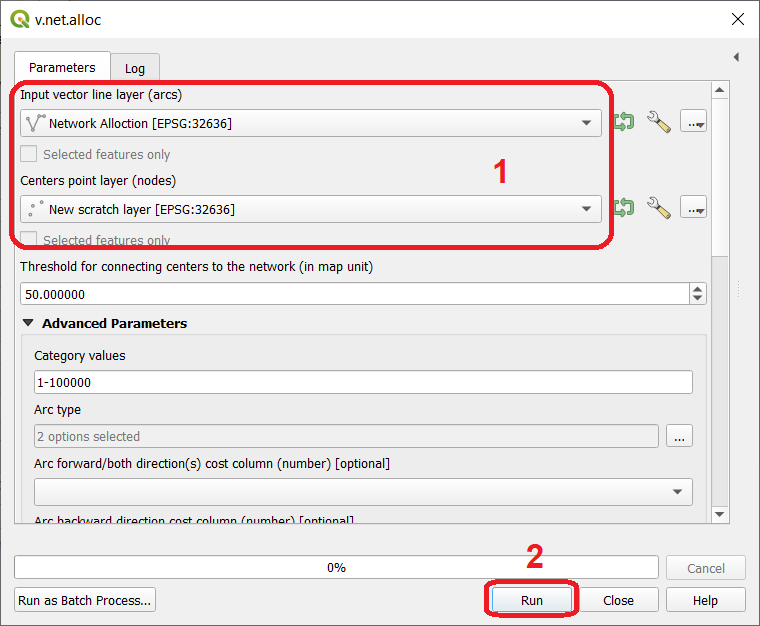 v.net.alloc
Parameters
Log
Input vector line layer (arcs)
Network Alloction [EPSG:32636]
Selected features only
1
Centers point layer (nodes)
New scratch layer [EPSG:32636]
Selected features only
Threshold for connecting centers to the network (in map unit)
50.000000
Advanced Parameters
Category values
1-100000
Arc type
2 options selected
...
Arc forward/both direction(s) cost column (number) [optional]
Arc backward direction cost column (number) [optional]
2
0%
Cancel
Run as Batch Process...
Run
Close
Help